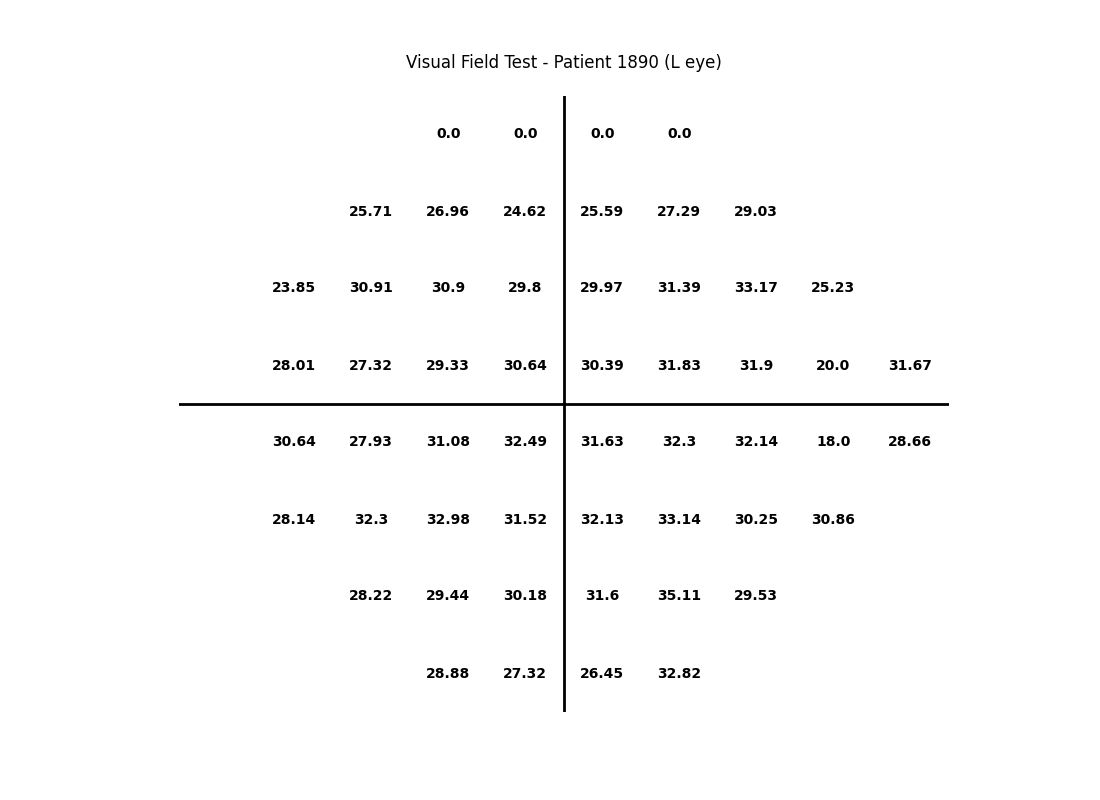 Visual Field Test - Patient 1890 (L eye)
0.0 0.0 0.0 0.0
25.71 26.96 24.62 25.59 27.29 29.03
23.85 30.91 30.9 29.8 29.97 31.39 33.17 25.23
28.01 27.32 29.33 30.64 30.39 31.83 31.9 20.0 31.67
30.64 27.93 31.08 32.49 31.63 32.3 32.14 18.0 28.66
28.14 32.3 32.98 31.52 32.13 33.14 30.25 30.86
28.22 29.44 30.18 31.6 35.11 29.53
28.88 27.32 26.45 32.82